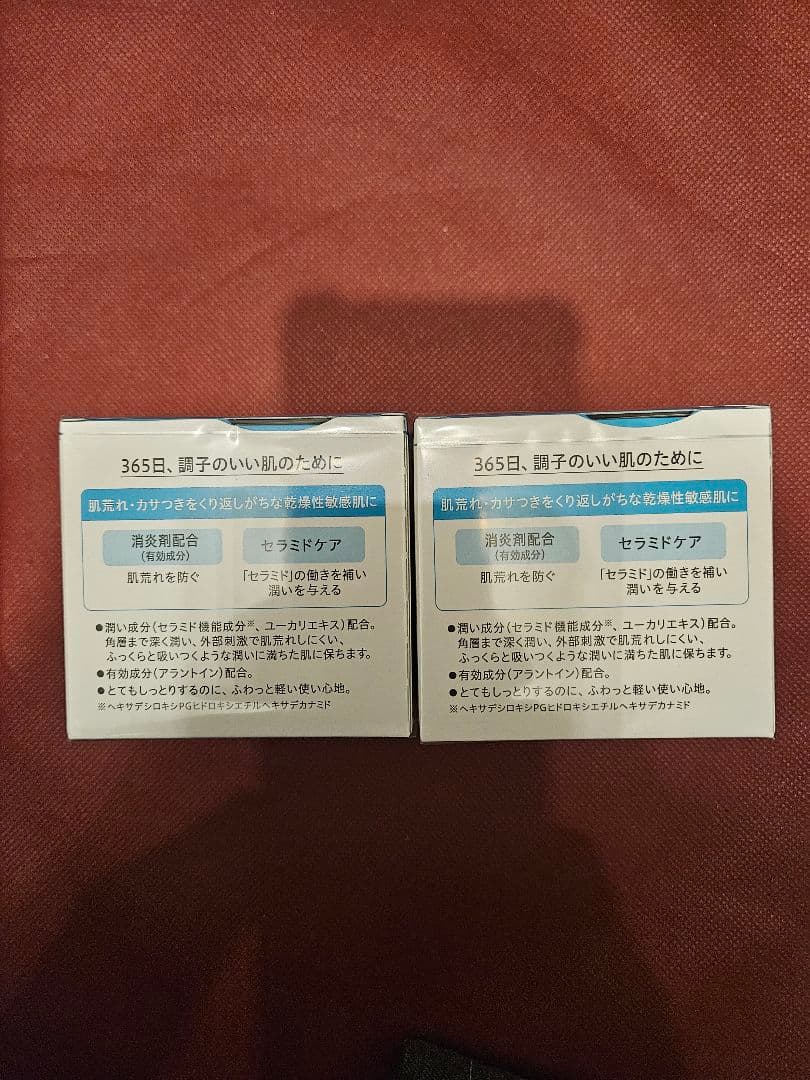 365日、調子のいい肌のために
肌荒れ・カサつきをくり返しがちな乾燥性敏感肌に
消炎剤配合
(有効成分)
セラミドケア
肌荒れを防ぐ
「セラミド」の働きを補い
潤いを与える
●潤い成分(セラミド機能成分※、ユーカリエキス)配合。
角層まで深く潤い、外部刺激で肌荒れしにくい、
ふっくらと吸いつくような潤いに満ちた肌に保ちます。
●有効成分(アラントイン)配合。
●とてもしっとりするのに、ふわっと軽い使い心地。
※ヘキサデシロキシPGヒドロキシエチルヘキサデカナミド
365日、調子のいい肌のために
肌荒れ・カサつきをくり返しがちな乾燥性敏感肌に
消炎剤配合
(有効成分)
セラミドケア
肌荒れを防ぐ
「セラミド」の働きを補い
潤いを与える
●潤い成分(セラミド機能成分※、ユーカリエキス)配合。
角層まで深く潤い、外部刺激で肌荒れしにくい、
ふっくらと吸いつくような潤いに満ちた肌に保ちます。
●有効成分(アラントイン)配合。
●とてもしっとりするのに、ふわっと軽い使い心地。
※ヘキサデシロキシPGヒドロキシエチルヘキサデカナミド